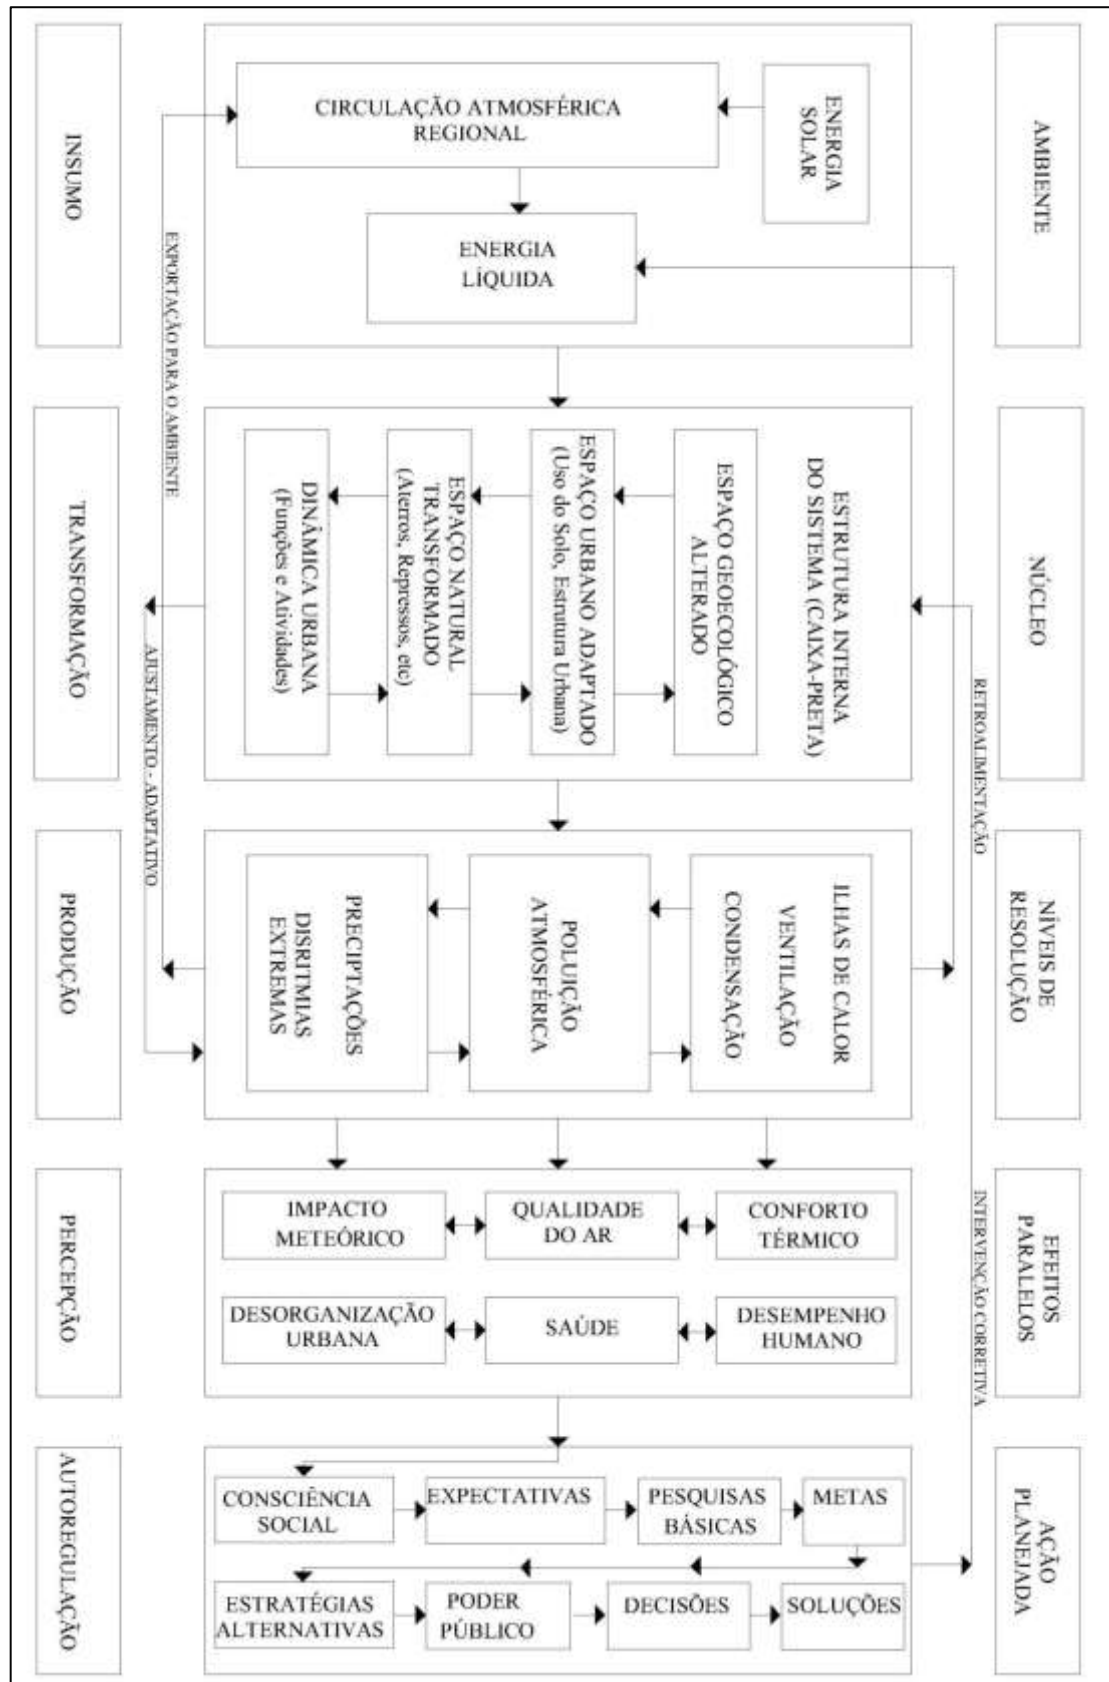 INSUMO
CIRCULAÇÃO ATMOSFÉRICA
REGIONAL
ENERGIA
SOLAR
AMBIENTE
ENERGIA
LÍQUIDA
EXPORTAÇÃO PARA O AMBIENTE
TRANSFORMAÇÃO
DINÂMICA URBANA
(Funções e Atividades)
ESPAÇO NATURAL
TRANSFORMADO
(Aterros, Repressos, etc)
ESPAÇO URBANO ADAPTADO
(Uso do Solo, Estrutura Urbana)
ESPAÇO GEOECOLÓGICO
ALTERADO
ESTRUTURA INTERNA
DO SISTEMA (CAIXA-PRETA)
NÚCLEO
AJUSTAMENTO - ADAPTATIVO
RETROALIMENTAÇÃO
PRODUÇÃO
PRECIPTAÇÕES
DISRITMIAS
EXTREMAS
POLUIÇÃO
ATMOSFÉRICA
ILHAS DE CALOR
VENTILAÇÃO
CONDENSAÇÃO
NÍVEIS DE
RESOLUÇÃO
PERCEPÇÃO
IMPACTO
METEÓRICO
QUALIDADE
DO AR
CONFORTO
TÉRMICO
DESORGANIZAÇÃO
URBANA
SAÚDE
DESEMPENHO
HUMANO
EFEITOS
PARALELOS
INTERVENÇÃO CORRETIVA
AUTOREGULAÇÃO
CONSCIÊNCIA
SOCIAL
EXPECTATIVAS
PESQUISAS
BÁSICAS
METAS
ESTRATÉGIAS
ALTERNATIVAS
PODER
PÚBLICO
DECISÕES
SOLUÇÕES
AÇÃO
PLANEJADA